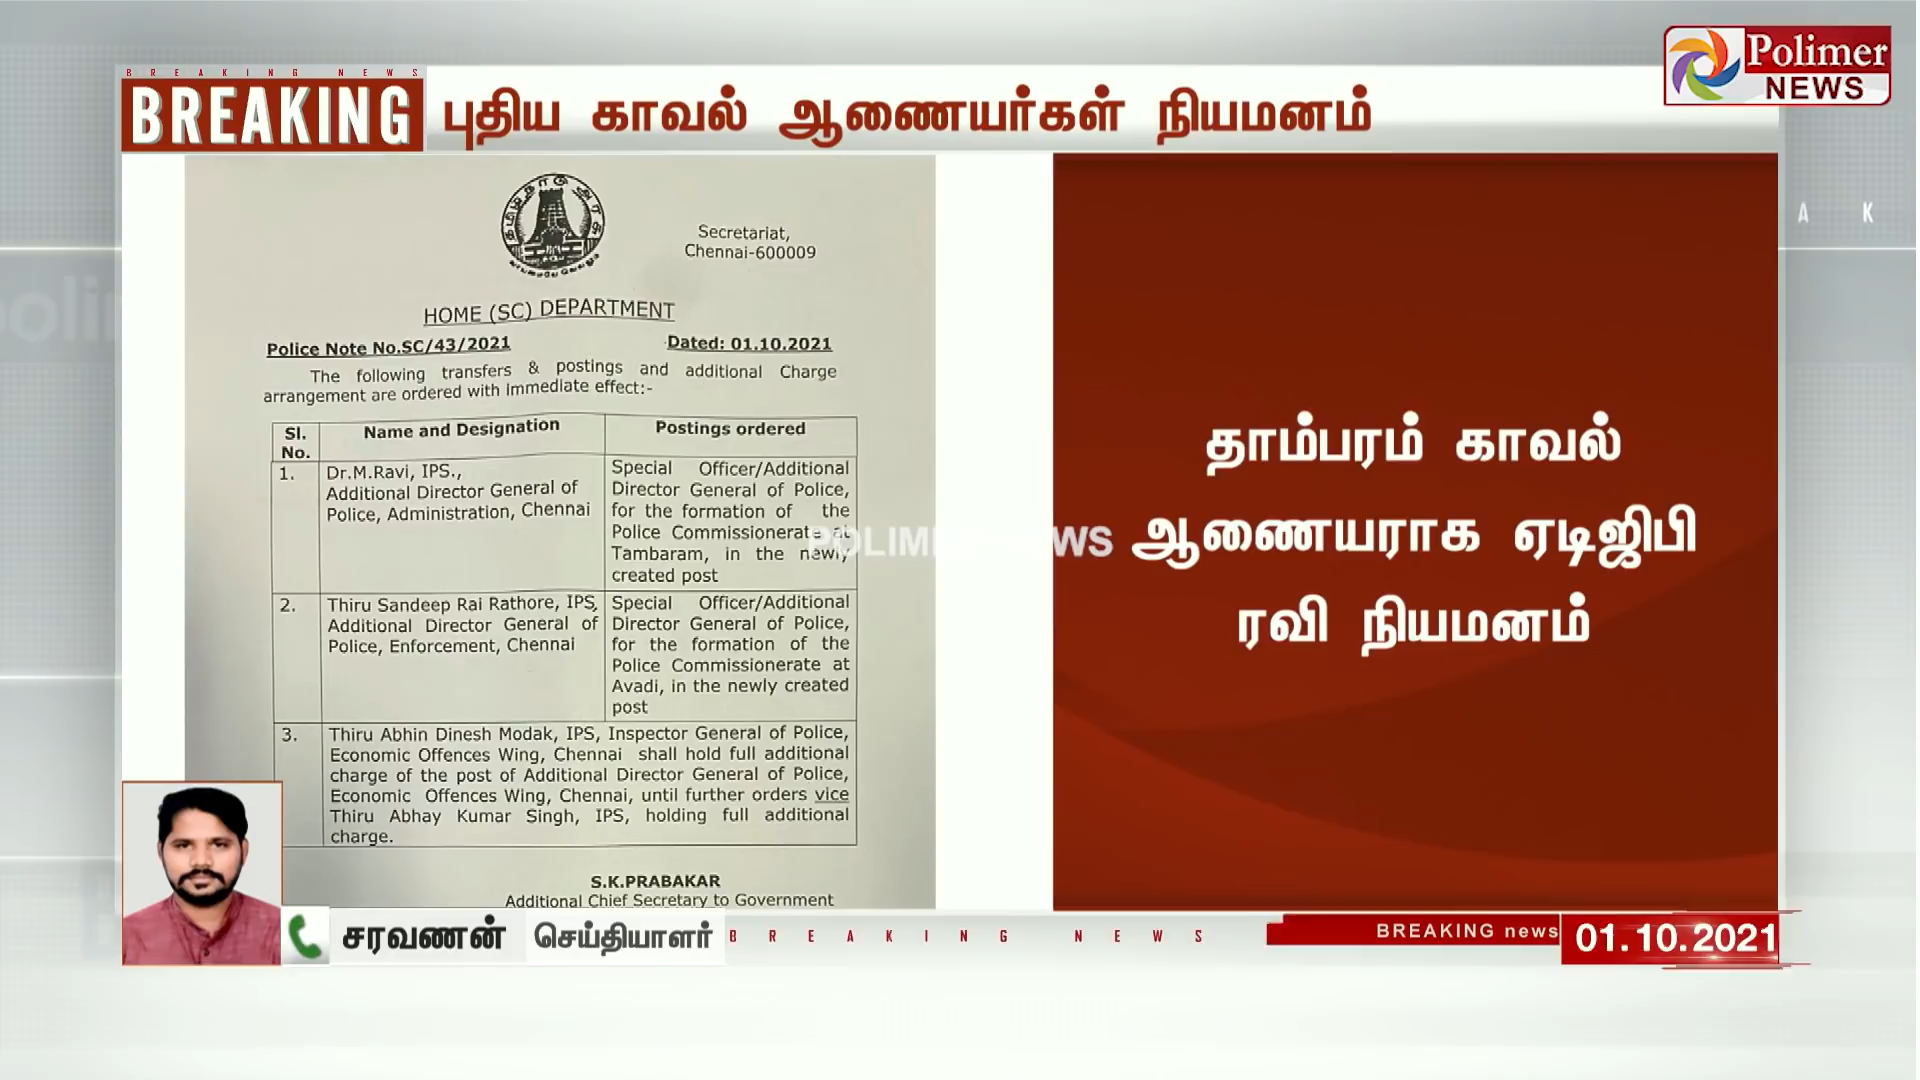 BREAKING NEWS
BREAKING
புதிய காவல் ஆணையர்கள் நியமனம்
Polimer
NEWS
Secretariat,
Chennai-600009
HOME (SC) DEPARTMENT
Police Note No.SC/43/2021 Dated: 01.10.2021
The following transfers & postings and additional Charge
arrangement are ordered with immediate effect:-
Sl. No. Name and Designation Postings ordered
1. Dr.M.Ravi, IPS.,
Additional Director General of
Police, Administration, Chennai
Special Officer/Additional
Director General of Police,
for the formation of the
Police Commissionerate at
Tambaram, in the newly
created post
2. Thiru Sandeep Rai Rathore, IPS,
Additional Director General of
Police, Enforcement, Chennai
Special Officer/Additional
Director General of Police,
for the formation of the
Police Commissionerate at
Avadi, in the newly created
post
3. Thiru Abhin Dinesh Modak, IPS, Inspector General of Police,
Economic Offences Wing, Chennai shall hold full additional
charge of the post of Additional Director General of Police,
Economic Offences Wing, Chennai, until further orders vice
Thiru Abhay Kumar Singh, IPS, holding full additional
charge.
S.K.PRABAKAR
Additional Chief Secretary to Government
தாம்பரம் காவல்
ஆணையராக ஏடிஜிபி
ரவி நியமனம்
POLIMER NEWS
சரவணன் செய்தியாளர்
BREAKING NEWS
BREAKING news
01.10.2021